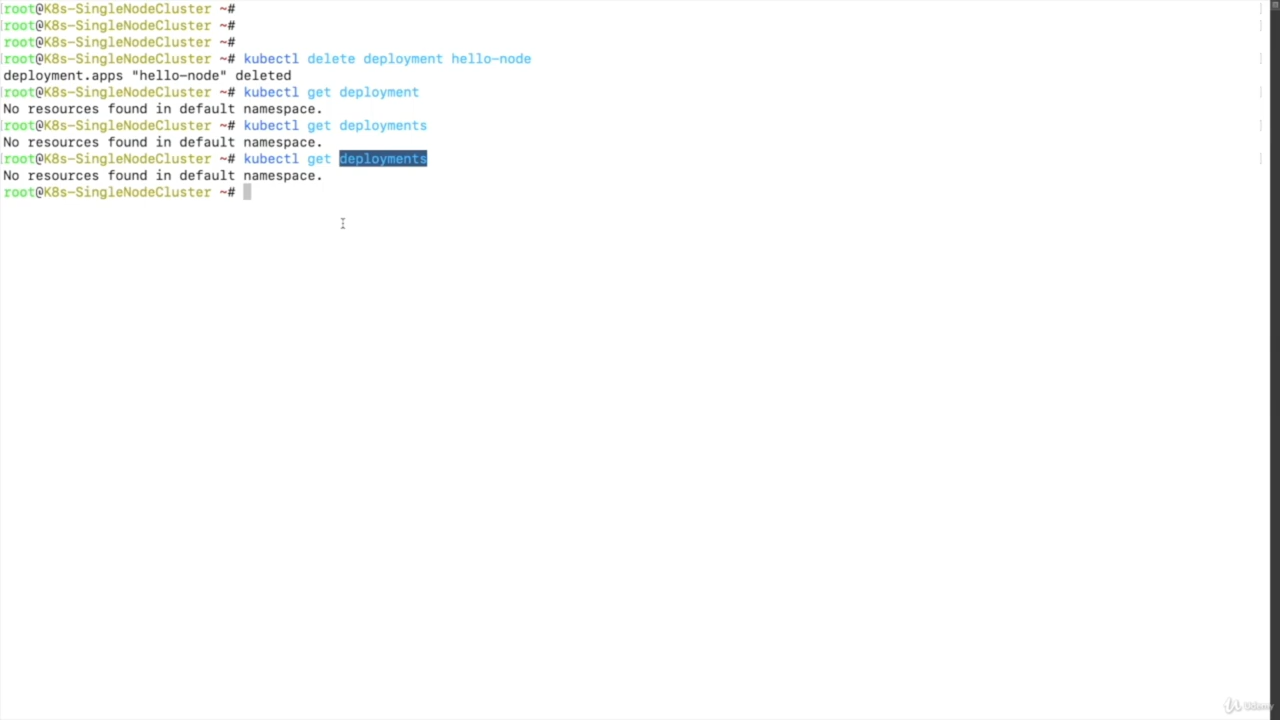 root@K8s-SingleNodeCluster ~#
root@K8s-SingleNodeCluster ~#
root@K8s-SingleNodeCluster ~#
root@K8s-SingleNodeCluster ~# kubectl delete deployment hello-node
deployment.apps "hello-node" deleted
root@K8s-SingleNodeCluster ~# kubectl get deployment
No resources found in default namespace.
root@K8s-SingleNodeCluster ~# kubectl get deployments
No resources found in default namespace.
root@K8s-SingleNodeCluster ~# kubectl get deployments
No resources found in default namespace.
root@K8s-SingleNodeCluster ~#
Udemy